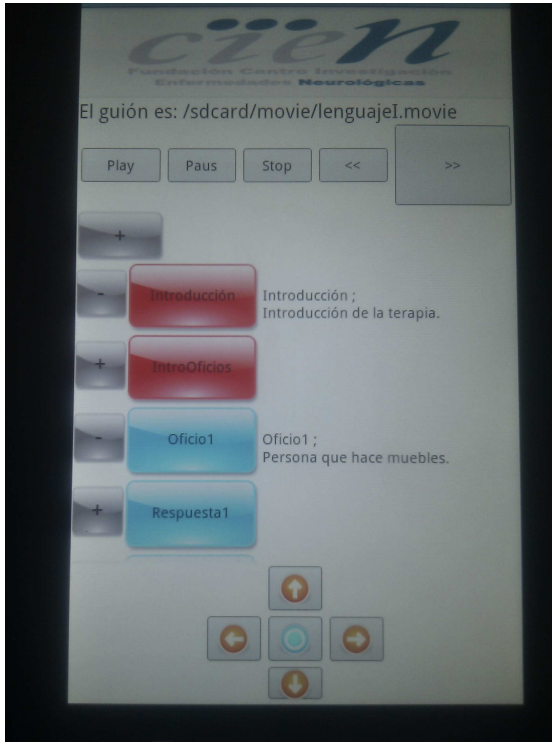 cien
Fundación Centro Investigación
Enfermedades Neurológicas
El guión es: /sdcard/movie/lenguajeI.movie
Play Paus Stop << >>
+
- Introducción Introducción ;
Introducción de la terapia.
+ IntroOficios
- Oficio1 Oficio1 ;
Persona que hace muebles.
+ Respuesta1